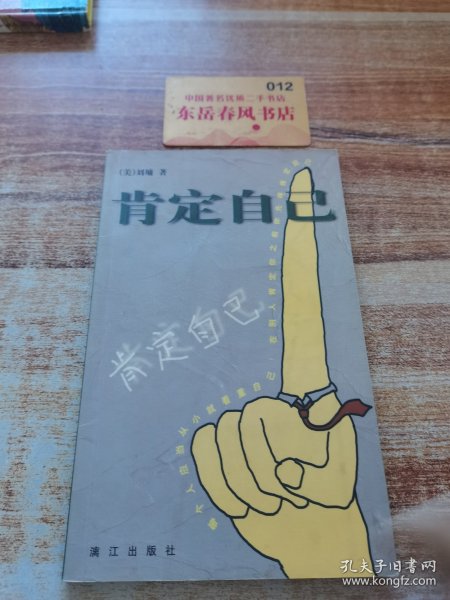 012
中国著名优质二手书店
东岳春风书店
(美)刘墉 著
肯定自己
肯定自己
漓江出版社
孔夫子旧书网
www.kongfz.com